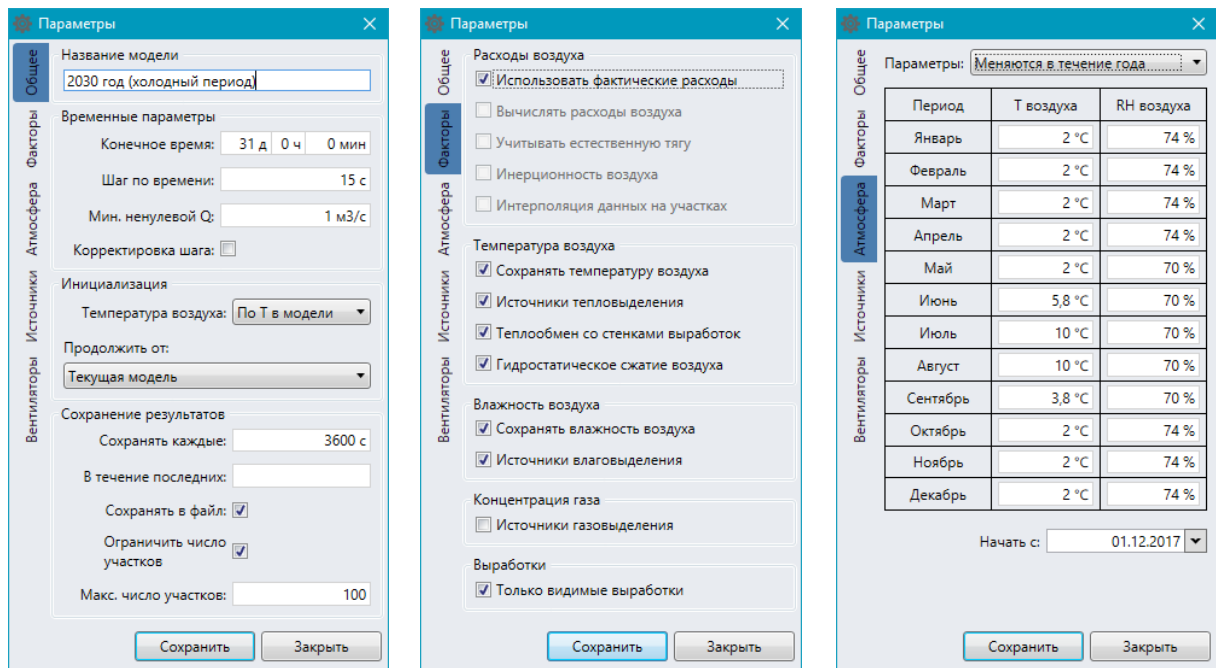 Параметры
Общее
Факторы
Атмосфера
Источники
Вентиляторы
Название модели
2030 год (холодный период)
Временные параметры
Конечное время: 31 д 0 ч 0 мин
Шаг по времени: 15 с
Мин. ненулевой Q: 1 м3/с
Корректировка шага:
Инициализация
Температура воздуха: По Т в модели
Продолжить от:
Текущая модель
Сохранение результатов
Сохранять каждые: 3600 с
В течение последних:
Сохранять в файл:
Ограничить число
участков
Макс. число участков: 100
Сохранить Закрыть
Параметры
Общее
Факторы
Атмосфера
Источники
Вентиляторы
Расходы воздуха
Использовать фактические расходы
Вычислять расходы воздуха
Учитывать естественную тягу
Инерционность воздуха
Интерполяция данных на участках
Температура воздуха
Сохранять температуру воздуха
Источники тепловыделения
Теплообмен со стенками выработок
Гидростатическое сжатие воздуха
Влажность воздуха
Сохранять влажность воздуха
Источники влаговыделения
Концентрация газа
Источники газовыделения
Выработки
Только видимые выработки
Сохранить Закрыть
Параметры
Общее
Факторы
Атмосфера
Источники
Вентиляторы
Параметры: Меняются в течение года
Период Т воздуха RH воздуха
Январь 2 °C 74 %
Февраль 2 °C 74 %
Март 2 °C 74 %
Апрель 2 °C 74 %
Май 2 °C 70 %
Июнь 5,8 °C 70 %
Июль 10 °C 70 %
Август 10 °C 70 %
Сентябрь 3,8 °C 70 %
Октябрь 2 °C 74 %
Ноябрь 2 °C 74 %
Декабрь 2 °C 74 %
Начать с: 01.12.2017
Сохранить Закрыть